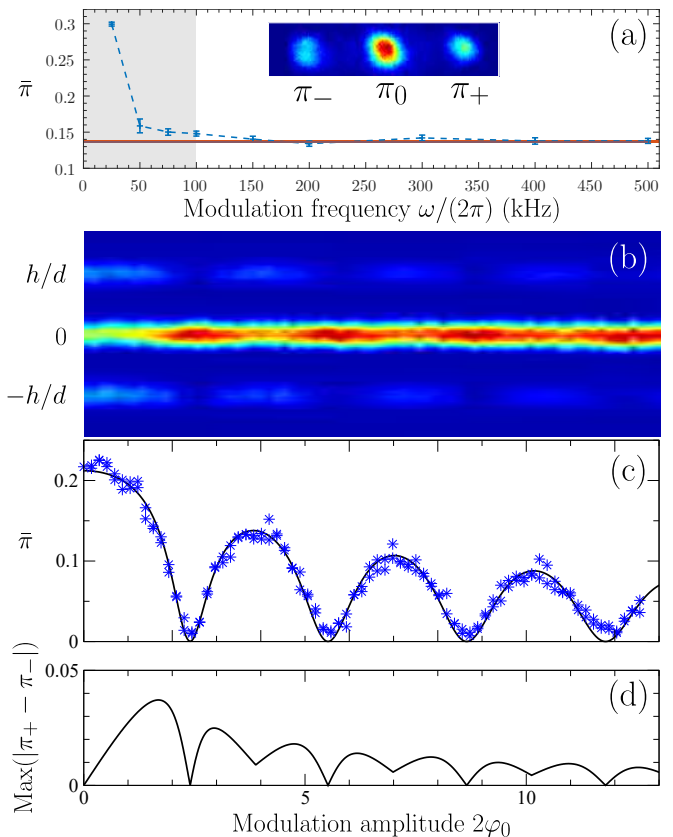 0.3
(a)
0.25
π̄
0.2
π₋ π₀ π₊
0.15
0.1
0 50 100 150 200 250 300 350 400 450 500
Modulation frequency ω/(2π) (kHz)
(b)
h/d
0
−h/d
(c)
0.2
π̄
0.1
0
0.05
(d)
Max(|π₊ − π₋|)
0
0 5 10
Modulation amplitude 2φ₀